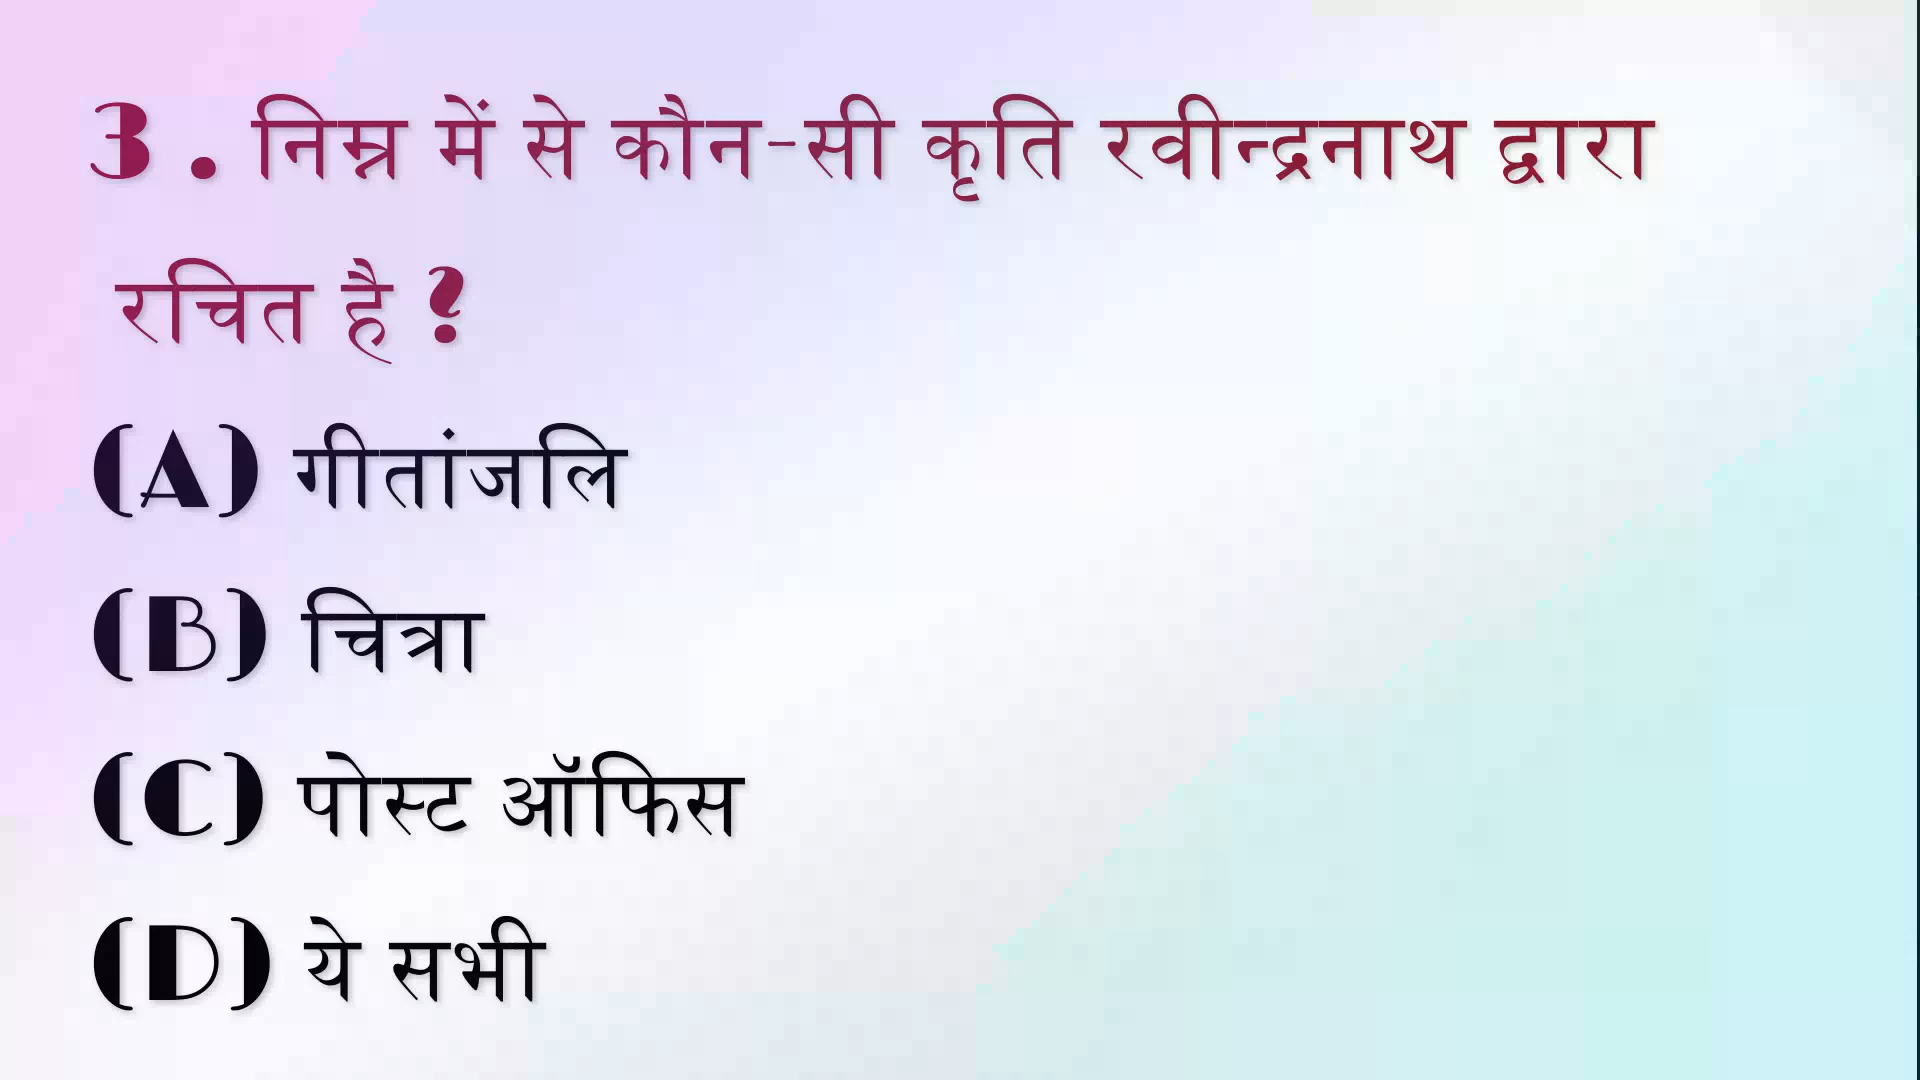 3 . निम्न में से कौन-सी कृति रवीन्द्रनाथ द्वारा
रचित है ?
(A) गीतांजलि
(B) चित्रा
(C) पोस्ट ऑफिस
(D) ये सभी